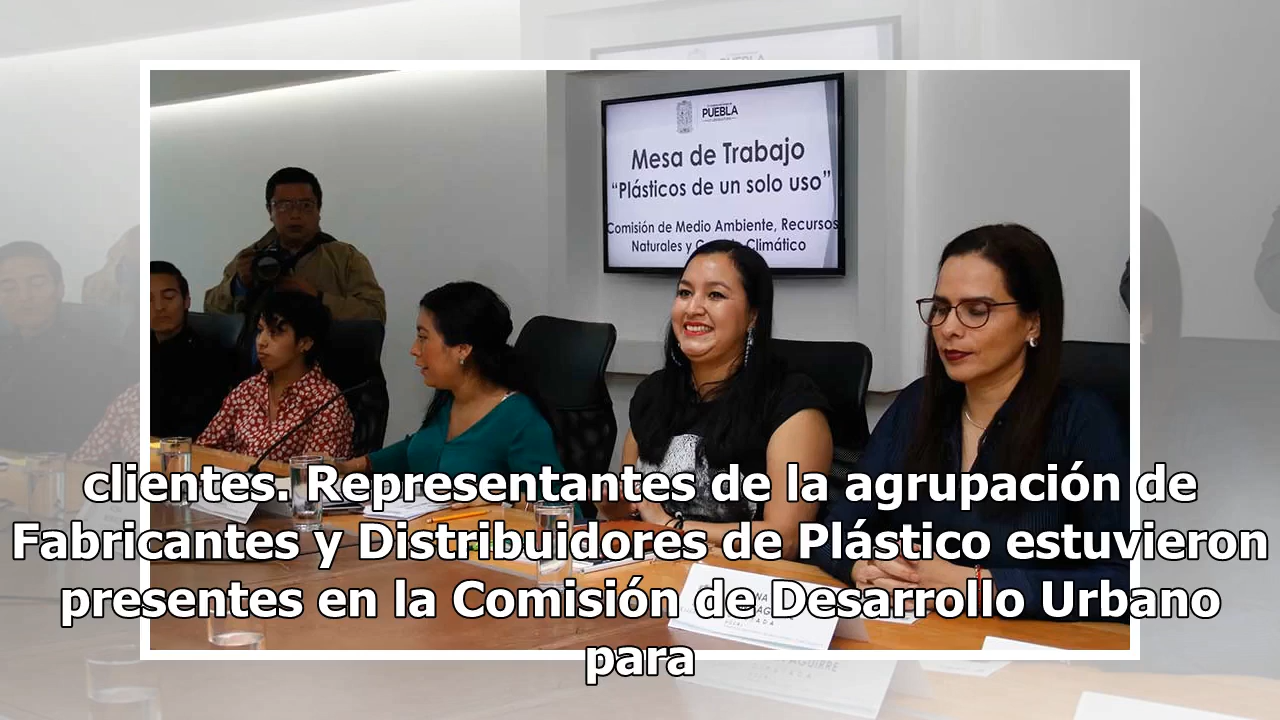 PUEBLA
Mesa de Trabajo
“Plásticos de un solo uso”
Comisión de Medio Ambiente, Recursos
Naturales y Climático
clientes. Representantes de la agrupación de
Fabricantes y Distribuidores de Plástico estuvieron
presentes en la Comisión de Desarrollo Urbano
para